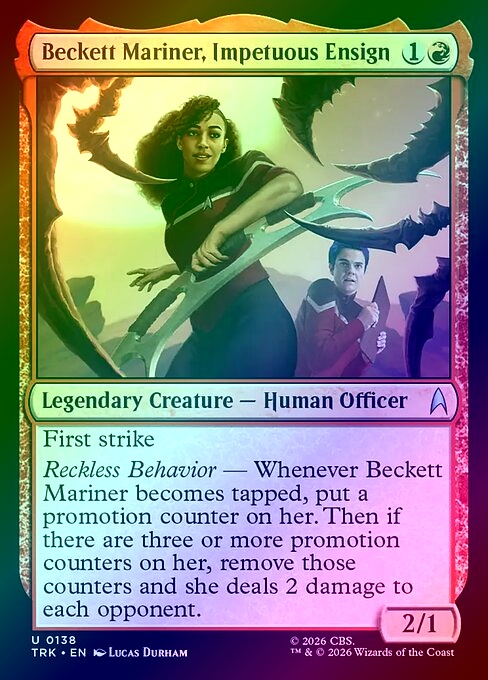 Beckett Mariner, Impetuous Ensign 1
Legendary Creature — Human Officer
First strike
Reckless Behavior — Whenever Beckett
Mariner becomes tapped, put a
promotion counter on her. Then if
there are three or more promotion
counters on her, remove those
counters and she deals 2 damage to
each opponent.
2/1
U 0138
TRK • EN Lucas Durham
© 2026 CBS.
™ & © 2026 Wizards of the Coast